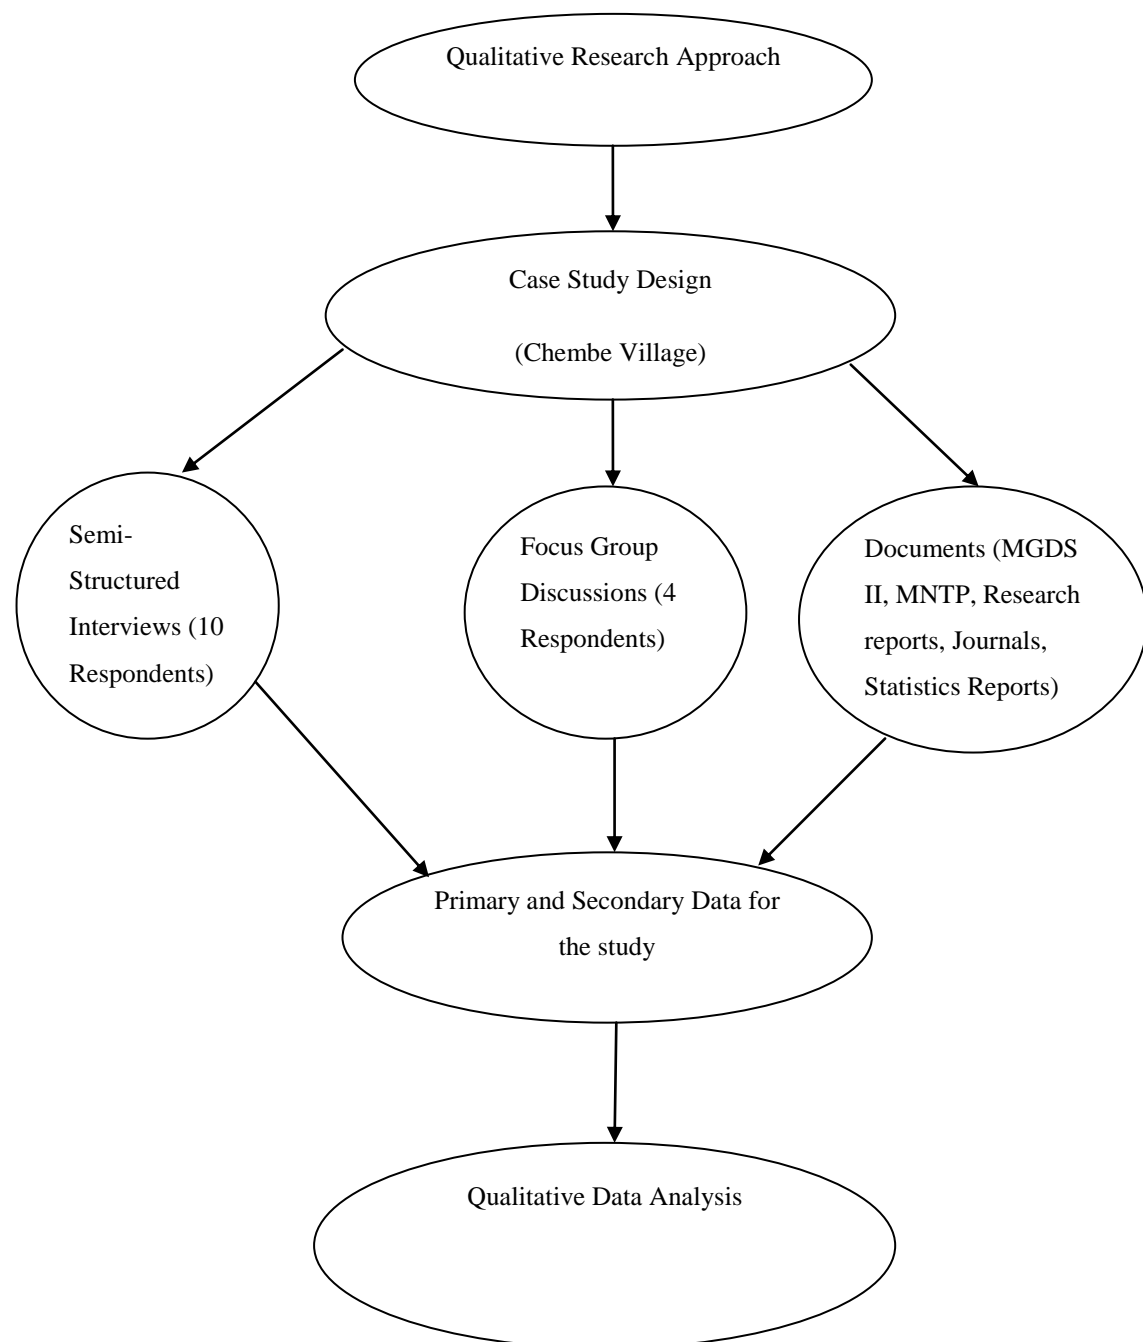 Qualitative Research Approach
Case Study Design
(Chembe Village)
Semi-
Structured
Interviews (10
Respondents)
Focus Group
Discussions (4
Respondents)
Documents (MGDS
II, MNTP, Research
reports, Journals,
Statistics Reports)
Primary and Secondary Data for
the study
Qualitative Data Analysis